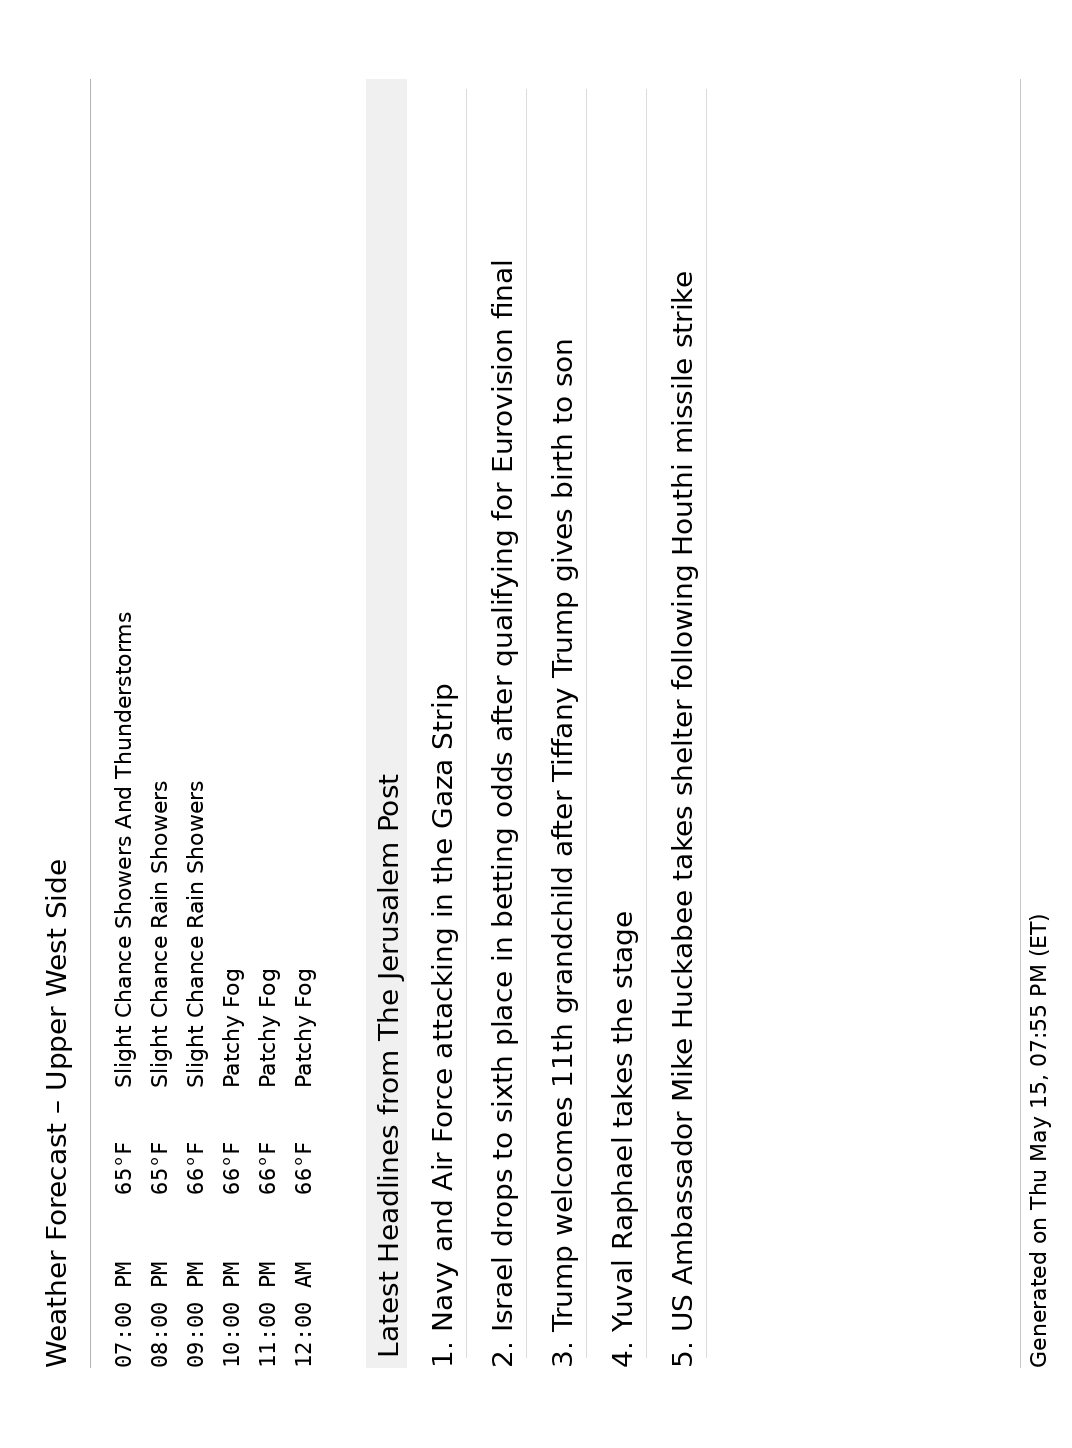 Weather Forecast – Upper West Side
07:00 PM 65°F Slight Chance Showers And Thunderstorms
08:00 PM 65°F Slight Chance Rain Showers
09:00 PM 66°F Slight Chance Rain Showers
10:00 PM 66°F Patchy Fog
11:00 PM 66°F Patchy Fog
12:00 AM 66°F Patchy Fog
Latest Headlines from The Jerusalem Post
1. Navy and Air Force attacking in the Gaza Strip
2. Israel drops to sixth place in betting odds after qualifying for Eurovision final
3. Trump welcomes 11th grandchild after Tiffany Trump gives birth to son
4. Yuval Raphael takes the stage
5. US Ambassador Mike Huckabee takes shelter following Houthi missile strike
Generated on Thu May 15, 07:55 PM (ET)